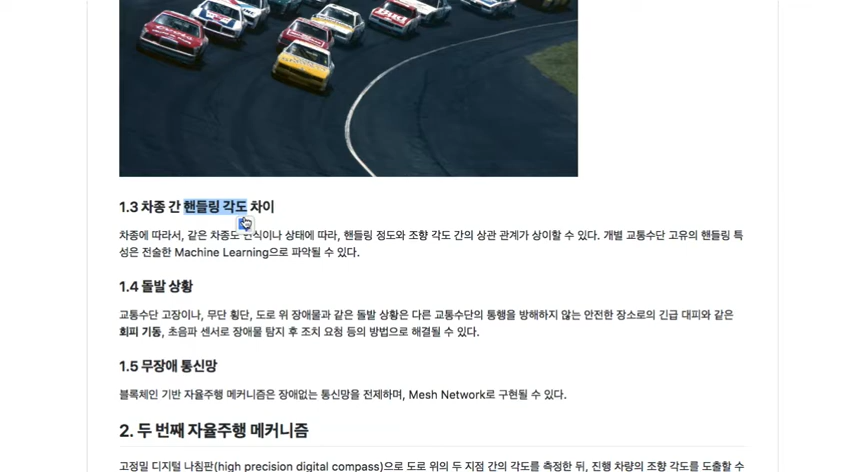 1.3 차종 간 핸들링 각도 차이
차종에 따라서, 같은 차종도 연식이나 상태에 따라, 핸들링 정도와 조향 각도 간의 상관 관계가 상이할 수 있다. 개별 교통수단 고유의 핸들링 특
성은 전술한 Machine Learning으로 파악될 수 있다.
1.4 돌발 상황
교통수단 고장이나, 무단 횡단, 도로 위 장애물과 같은 돌발 상황은 다른 교통수단의 통행을 방해하지 않는 안전한 장소로의 긴급 대피와 같은
회피 기동, 초음파 센서로 장애물 탐지 후 조치 요청 등의 방법으로 해결될 수 있다.
1.5 무장애 통신망
블록체인 기반 자율주행 메커니즘은 장애없는 통신망을 전제하며, Mesh Network로 구현될 수 있다.
2. 두 번째 자율주행 메커니즘
고정밀 디지털 나침판(high precision digital compass)으로 도로 위의 두 지점 간의 각도를 측정한 뒤, 진행 차량의 조향 각도를 도출할 수